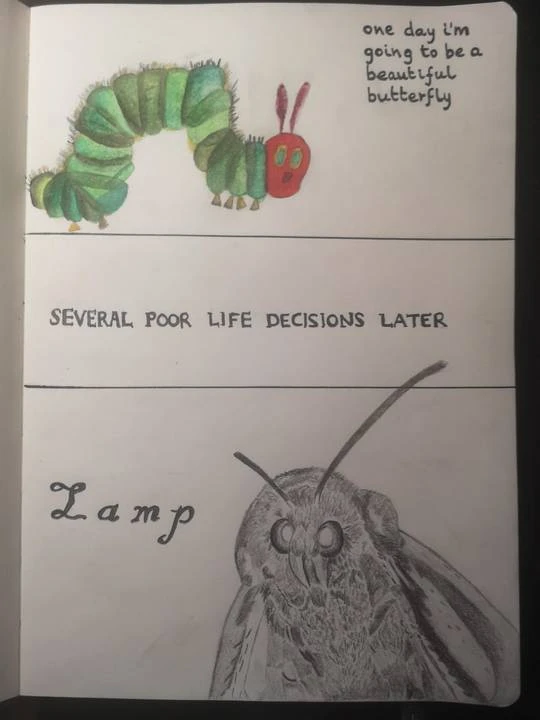 one day i'm
going to be a
beautiful
butterfly
SEVERAL POOR LIFE DECISIONS LATER
Lamp